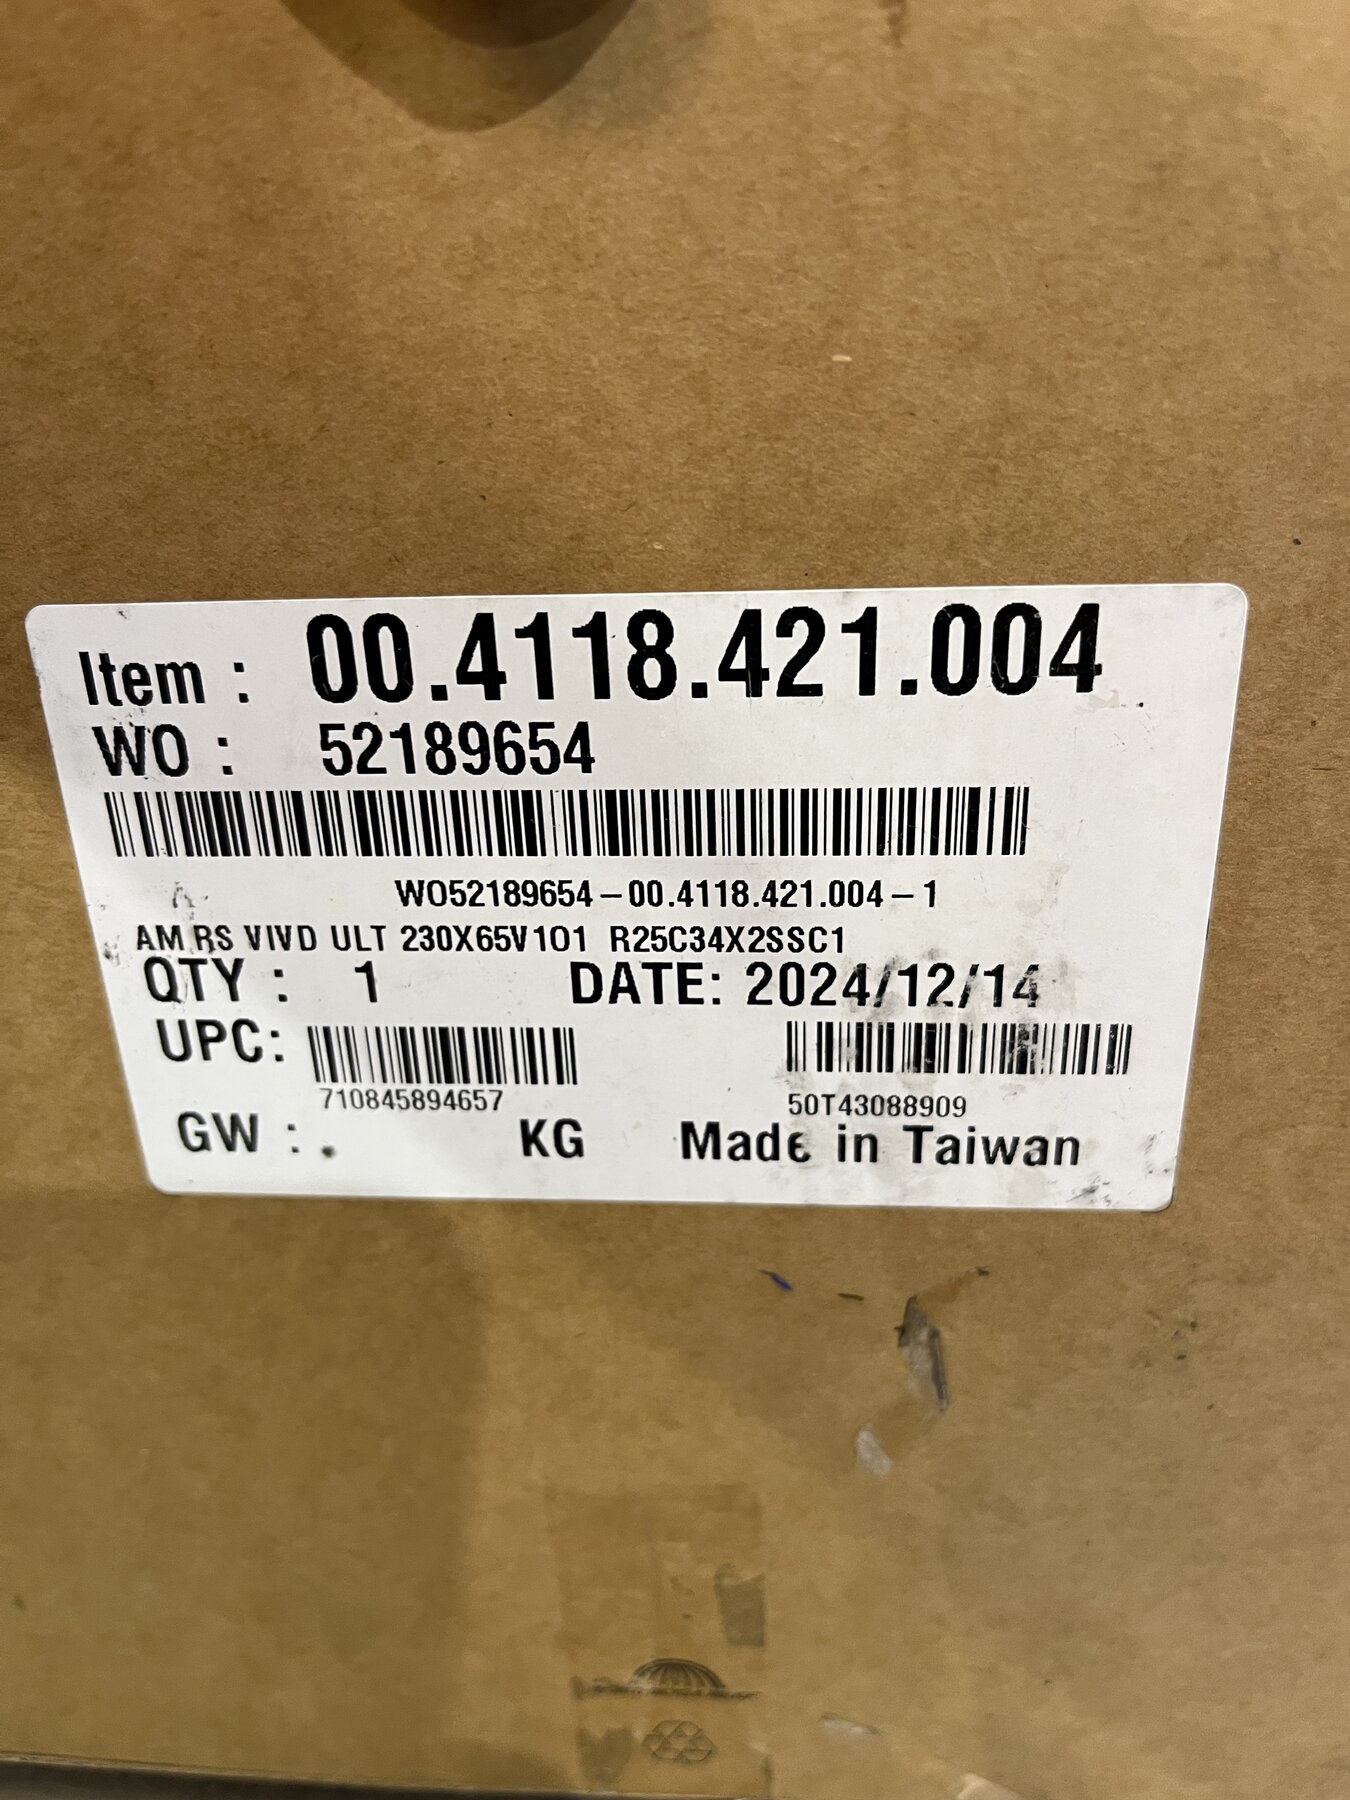 Item : 00.4118.421.004
WO : 52189654
WO52189654-00.4118.421.004-1
AM RS VIVD ULT 230X65V101 R25C34X2SSC1
QTY : 1 DATE: 2024/12/14
UPC:
710845894657 50T43088909
GW : . KG Made in Taiwan